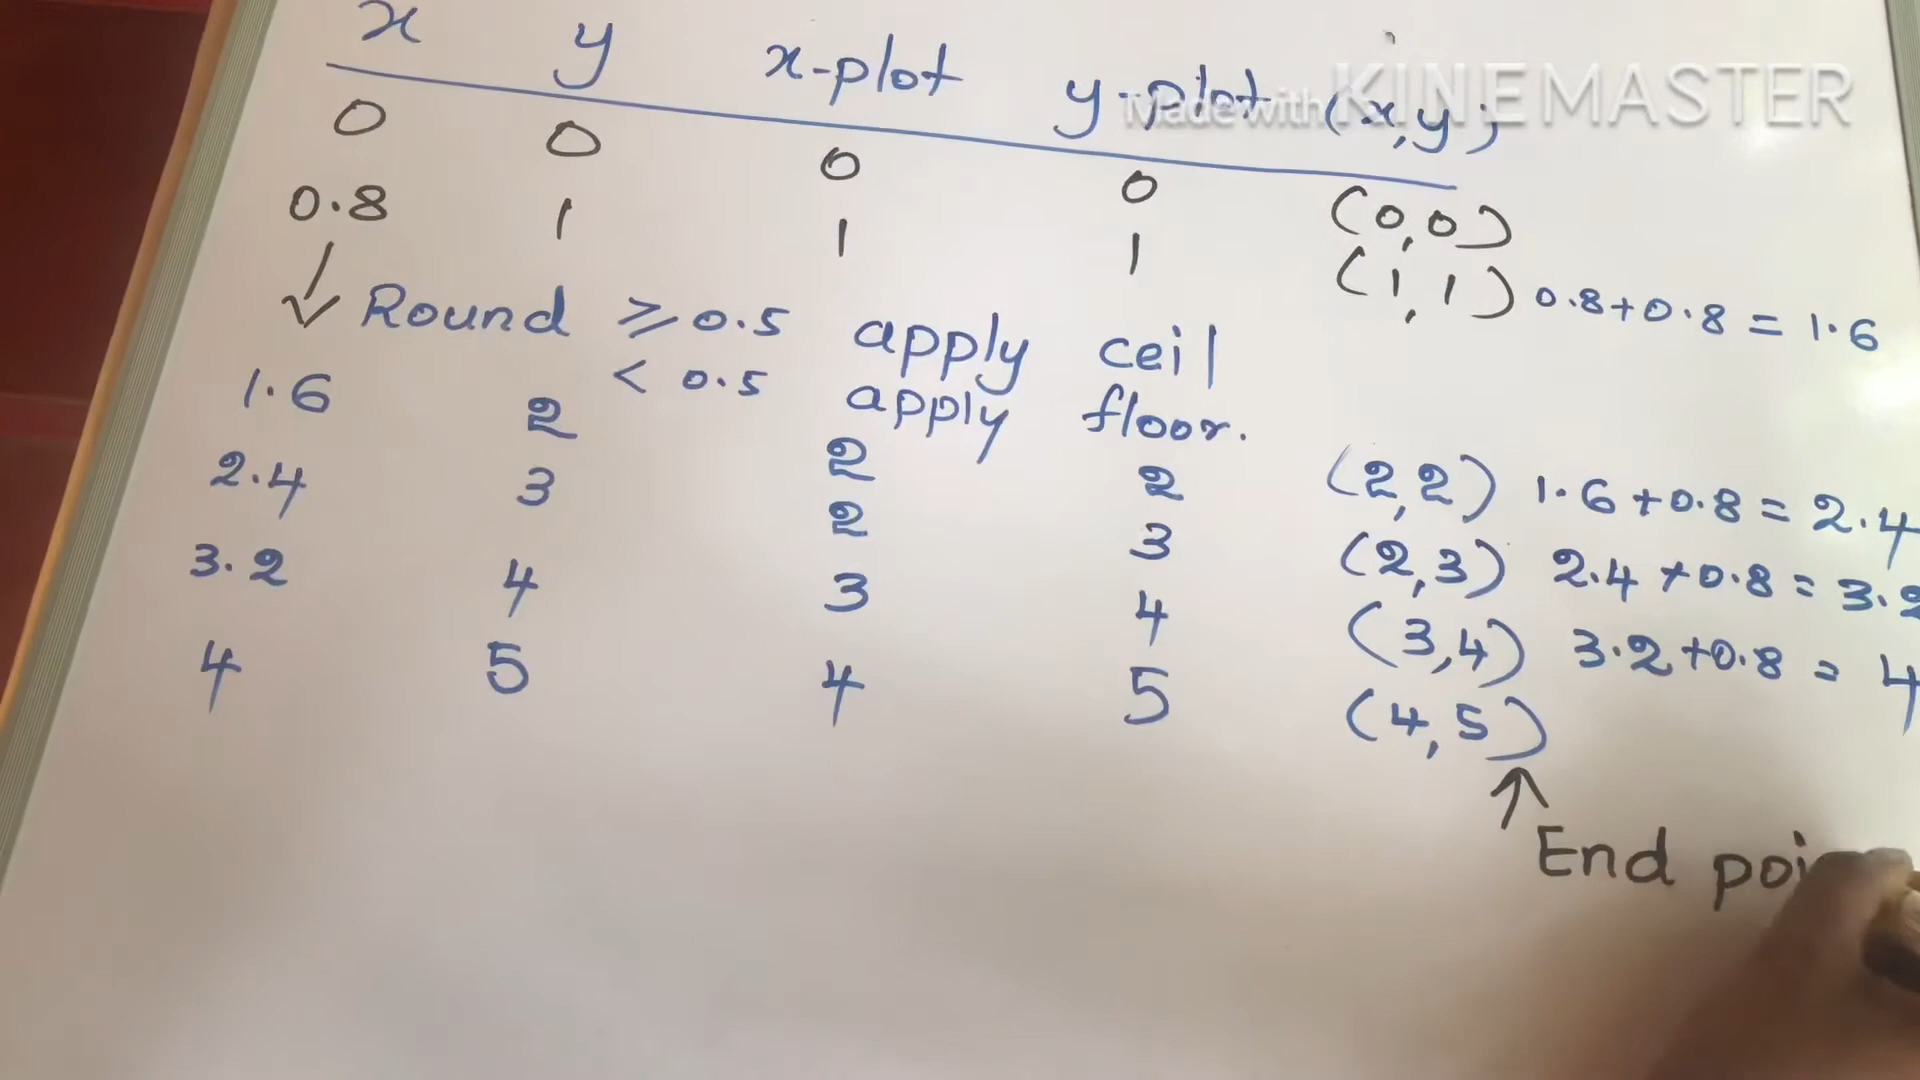 x y x-plot y-plot (x,y)
Made with KINEMASTER
0 0 0 0 (0,0)
0.8 1 1 1 (1,1) 0.8+0.8 = 1.6
Round ≥ 0.5 apply ceil
< 0.5 apply floor.
1.6 2 2 2 (2,2) 1.6+0.8 = 2.4
2.4 3 2 3 (2,3) 2.4+0.8 = 3.2
3.2 4 3 4 (3,4) 3.2+0.8 = 4
4 5 4 5 (4,5)
End poi